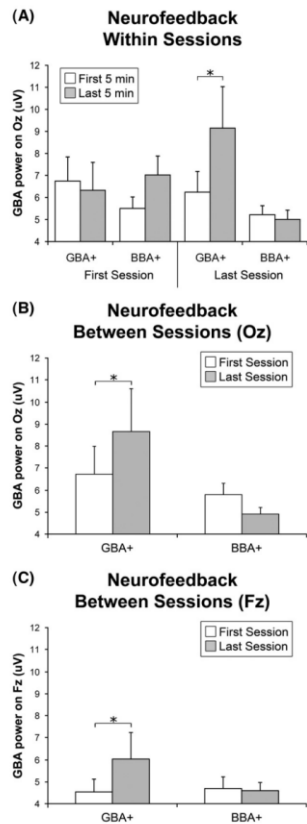 (A) Neurofeedback
Within Sessions
GBA power on Oz (uV)
12
11
10
9
8
7
6
5
4
First 5 min
Last 5 min
*
GBA+ BBA+ GBA+ BBA+
First Session Last Session
(B) Neurofeedback
Between Sessions (Oz)
GBA power on Oz (uV)
12
11
10
9
8
7
6
5
4
First Session
Last Session
*
GBA+ BBA+
(C) Neurofeedback
Between Sessions (Fz)
GBA power on Fz (uV)
12
11
10
9
8
7
6
5
4
First Session
Last Session
*
GBA+ BBA+